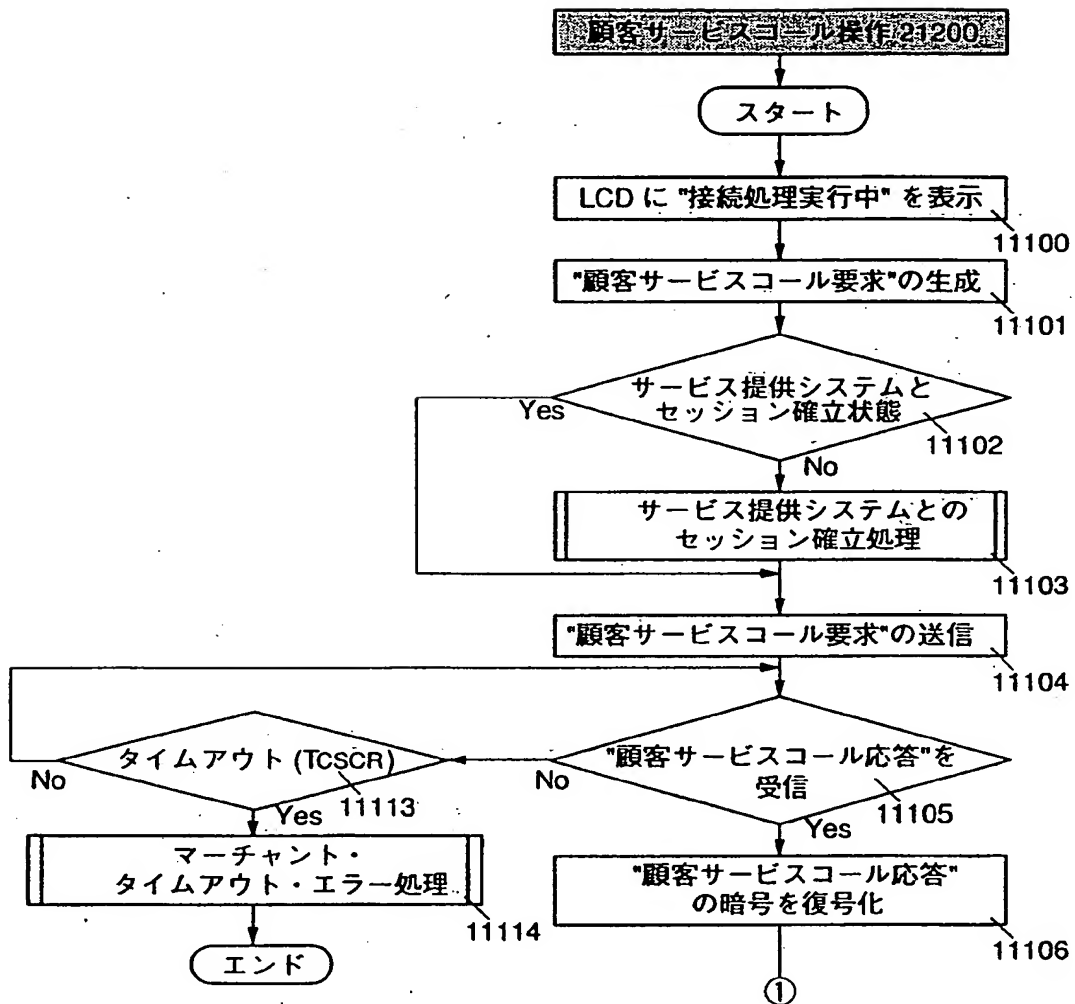 顧客サービスコール操作 21200
スタート
LCD に "接続処理実行中" を表示
11100
"顧客サービスコール要求"の生成
11101
サービス提供システムと
セッション確立状態
11102
Yes
No
サービス提供システムとの
セッション確立処理
11103
"顧客サービスコール要求"の送信
11104
"顧客サービスコール応答"を
受信
11105
No
Yes
タイムアウト (TCSCR)
11113
No
Yes
マーチャント・
タイムアウト・エラー処理
11114
エンド
"顧客サービスコール応答"
の暗号を復号化
11106
①